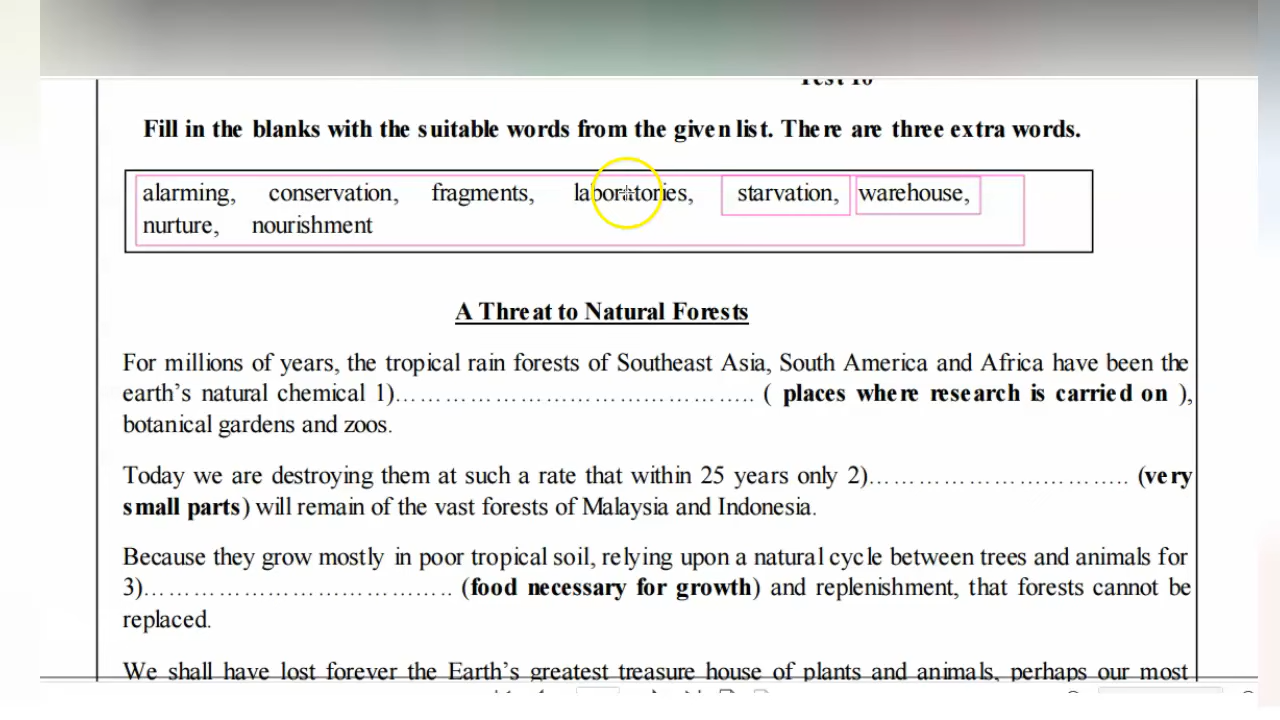 Test 10
Fill in the blanks with the suitable words from the given list. There are three extra words.
alarming, conservation, fragments, laboratories, starvation, warehouse,
nurture, nourishment
A Threat to Natural Forests
For millions of years, the tropical rain forests of Southeast Asia, South America and Africa have been the
earth's natural chemical 1)……………………………………….. ( places where research is carried on ),
botanical gardens and zoos.
Today we are destroying them at such a rate that within 25 years only 2)………………………….. (very
small parts) will remain of the vast forests of Malaysia and Indonesia.
Because they grow mostly in poor tropical soil, relying upon a natural cycle between trees and animals for
3)……………………………….. (food necessary for growth) and replenishment, that forests cannot be
replaced.
We shall have lost forever the Earth's greatest treasure house of plants and animals, perhaps our most